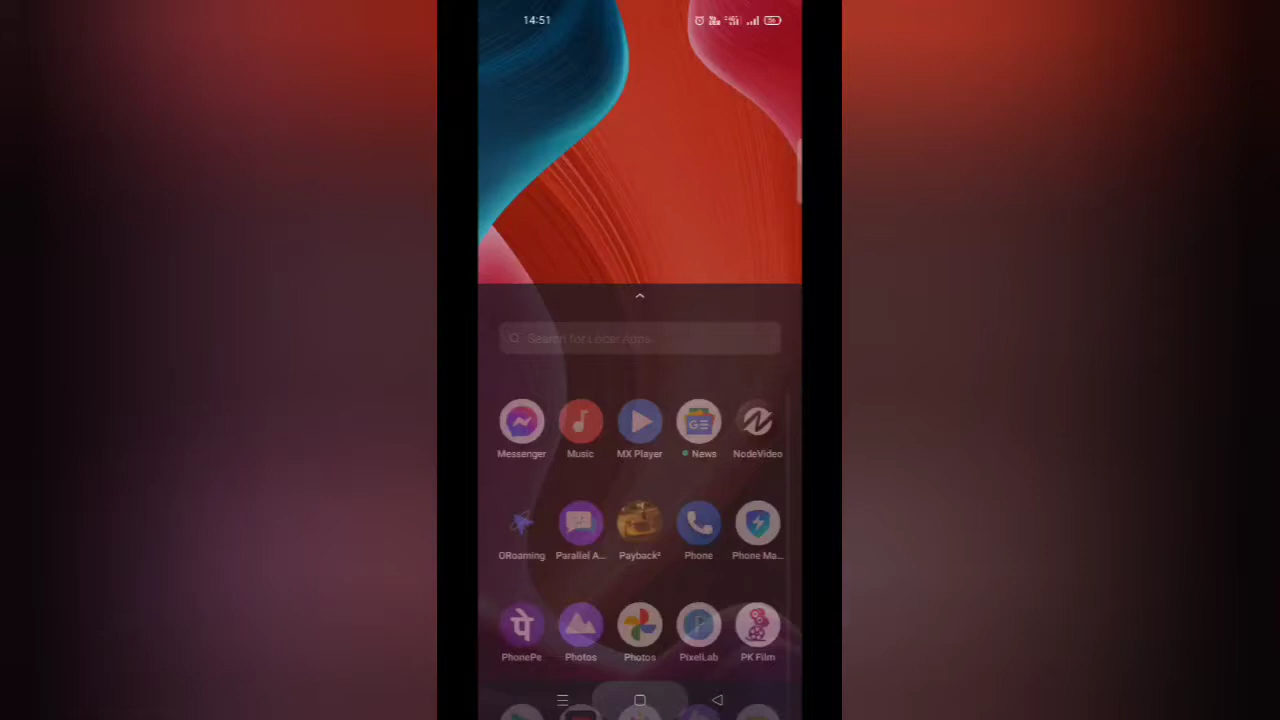 14:51
Search for Local Apps
Messenger Music MX Player News NodeVideo
ORoaming Parallel A... Payback² Phone Phone Ma...
PhonePe Photos Photos PixelLab PK Film